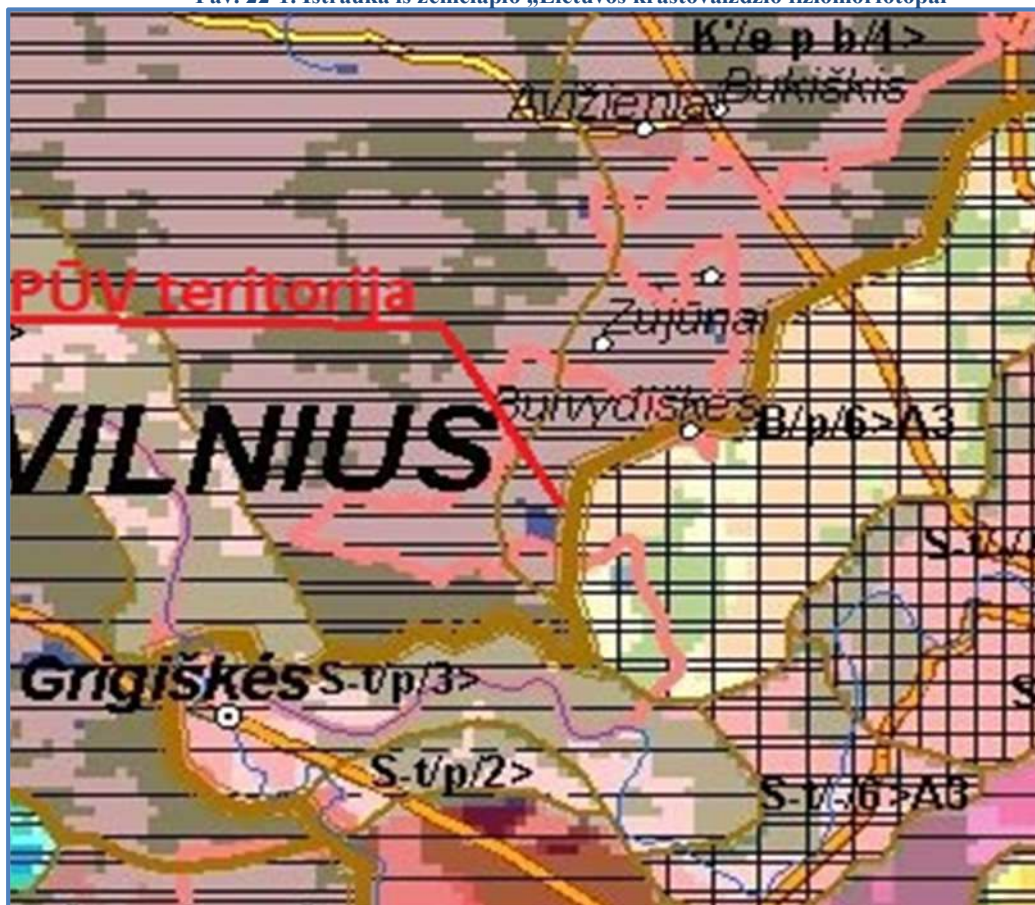 Pav. 22-1. Ištrauka iš žemėlapio „Lietuvos kraštovaizdžio fiziomorfotopai
K'/e-p-b/4>
Bukiškis
Avižieniai
PŪV teritorija
Zujūnai
Buivydiškės
B/p/6>A3
VILNIUS
Grigiškės
S-t/p/3>
S-t/p/2>
S-t/-/6>A3